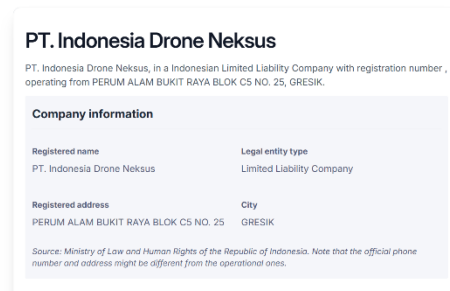 PT. Indonesia Drone Neksus
PT. Indonesia Drone Neksus, in a Indonesian Limited Liability Company with registration number ,
operating from PERUM ALAM BUKIT RAYA BLOK C5 NO. 25, GRESIK.
Company information
Registered name
Legal entity type
PT. Indonesia Drone Neksus
Limited Liability Company
Registered address
City
PERUM ALAM BUKIT RAYA BLOK C5 NO. 25
GRESIK
Source: Ministry of Law and Human Rights of the Republic of Indonesia. Note that the official phone
number and address might be different from the operational ones.